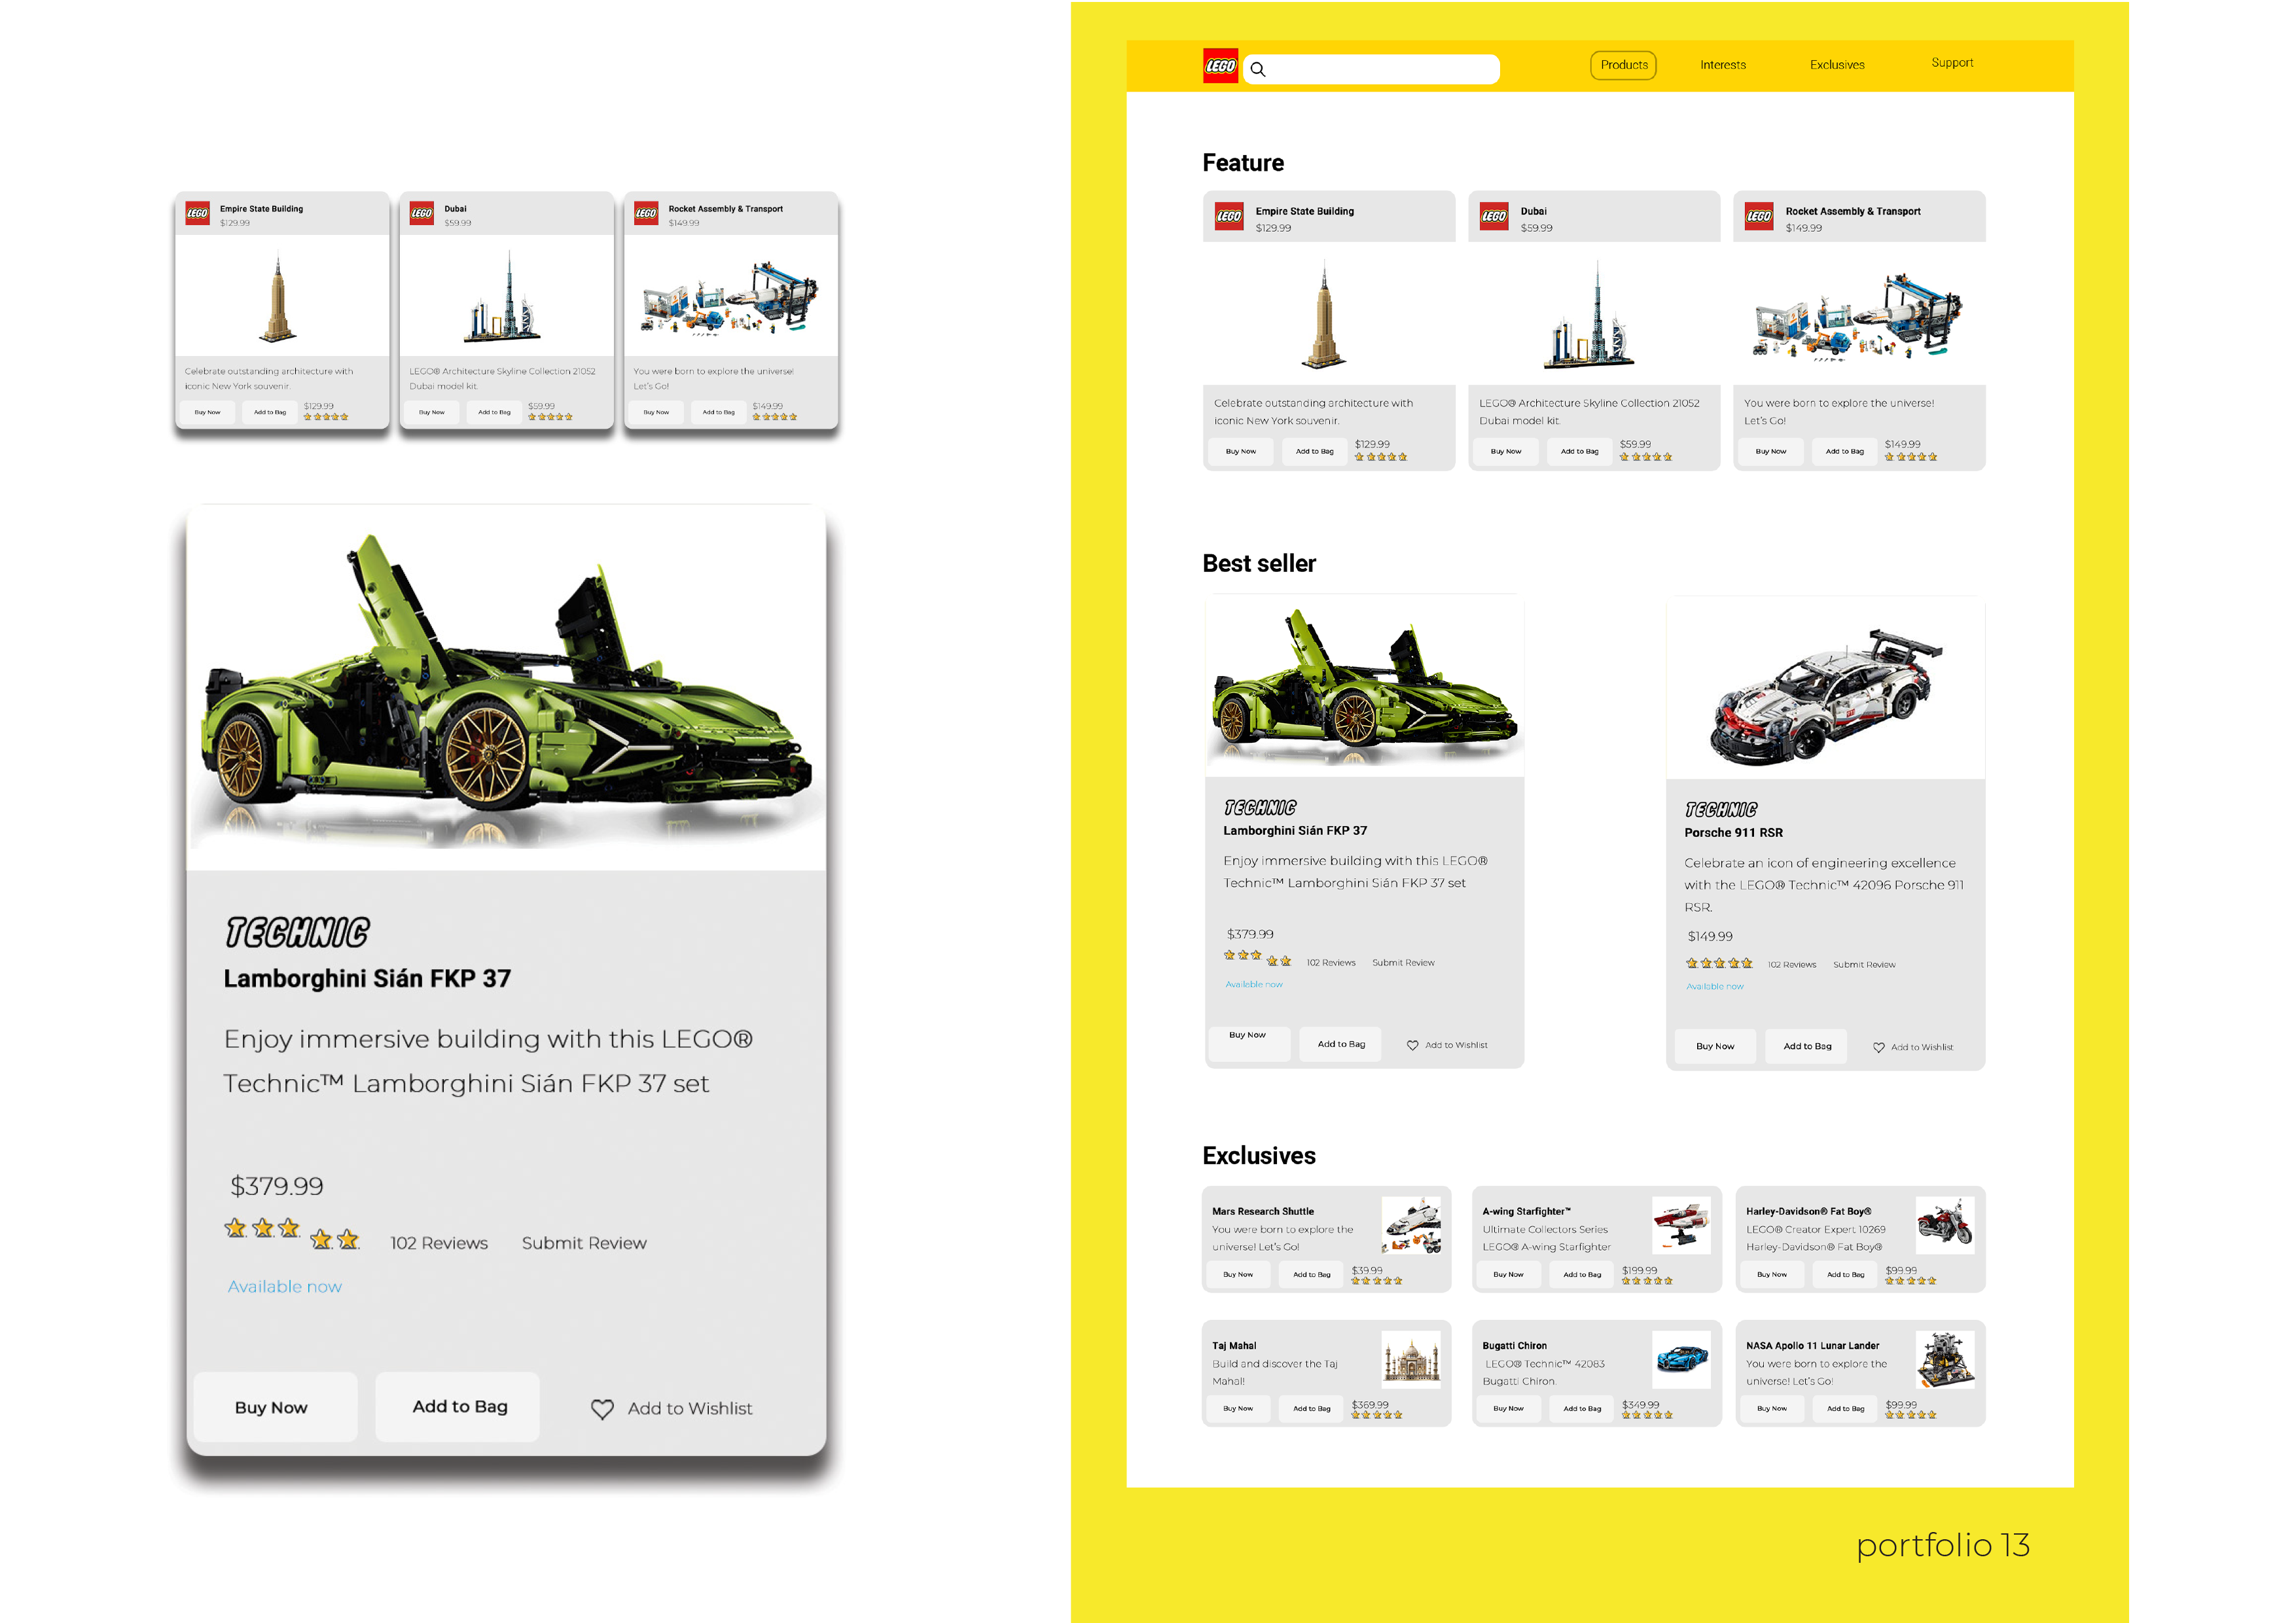 LEGO
Empire State Building
$129.99
Celebrate outstanding architecture with
iconic New York souvenir.
Buy Now
Add to Bag
$129.99
LEGO
Dubai
$59.99
LEGO® Architecture Skyline Collection 21052
Dubai model kit.
Buy Now
Add to Bag
$59.99
LEGO
Rocket Assembly & Transport
$149.99
You were born to explore the universe!
Let's Go!
Buy Now
Add to Bag
$149.99
TECHNIC
Lamborghini Sián FKP 37
Enjoy immersive building with this LEGO®
Technic™ Lamborghini Sián FKP 37 set
$379.99
102 Reviews
Submit Review
Available now
Buy Now
Add to Bag
Add to Wishlist
LEGO
Products
Interests
Exclusives
Support
Feature
LEGO
Empire State Building
$129.99
Celebrate outstanding architecture with
iconic New York souvenir.
Buy Now
Add to Bag
$129.99
LEGO
Dubai
$59.99
LEGO® Architecture Skyline Collection 21052
Dubai model kit.
Buy Now
Add to Bag
$59.99
LEGO
Rocket Assembly & Transport
$149.99
You were born to explore the universe!
Let's Go!
Buy Now
Add to Bag
$149.99
Best seller
TECHNIC
Lamborghini Sián FKP 37
Enjoy immersive building with this LEGO®
Technic™ Lamborghini Sián FKP 37 set
$379.99
102 Reviews
Submit Review
Available now
Buy Now
Add to Bag
Add to Wishlist
TECHNIC
Porsche 911 RSR
Celebrate an icon of engineering excellence
with the LEGO® Technic™ 42096 Porsche 911
RSR.
$149.99
102 Reviews
Submit Review
Available now
Buy Now
Add to Bag
Add to Wishlist
Exclusives
Mars Research Shuttle
You were born to explore the
universe! Let's Go!
Buy Now
Add to Bag
$39.99
A-wing Starfighter™
Ultimate Collectors Series
LEGO® A-wing Starfighter
Buy Now
Add to Bag
$199.99
Harley-Davidson® Fat Boy®
LEGO® Creator Expert 10269
Harley-Davidson® Fat Boy®
Buy Now
Add to Bag
$99.99
Taj Mahal
Build and discover the Taj
Mahal!
Buy Now
Add to Bag
$369.99
Bugatti Chiron
LEGO® Technic™ 42083
Bugatti Chiron.
Buy Now
Add to Bag
$349.99
NASA Apollo 11 Lunar Lander
You were born to explore the
universe! Let's Go!
Buy Now
Add to Bag
$99.99
portfolio 13